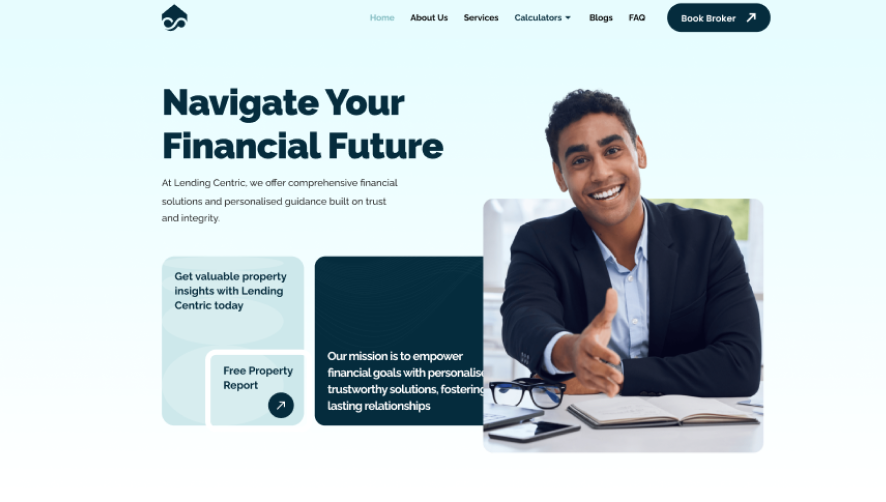 Home About Us Services Calculators Blogs FAQ Book Broker
Navigate Your
Financial Future
At Lending Centric, we offer comprehensive financial
solutions and personalised guidance built on trust
and integrity.
Get valuable property
insights with Lending
Centric today
Free Property
Report
Our mission is to empower
financial goals with personalise
trustworthy solutions, fostering
lasting relationships